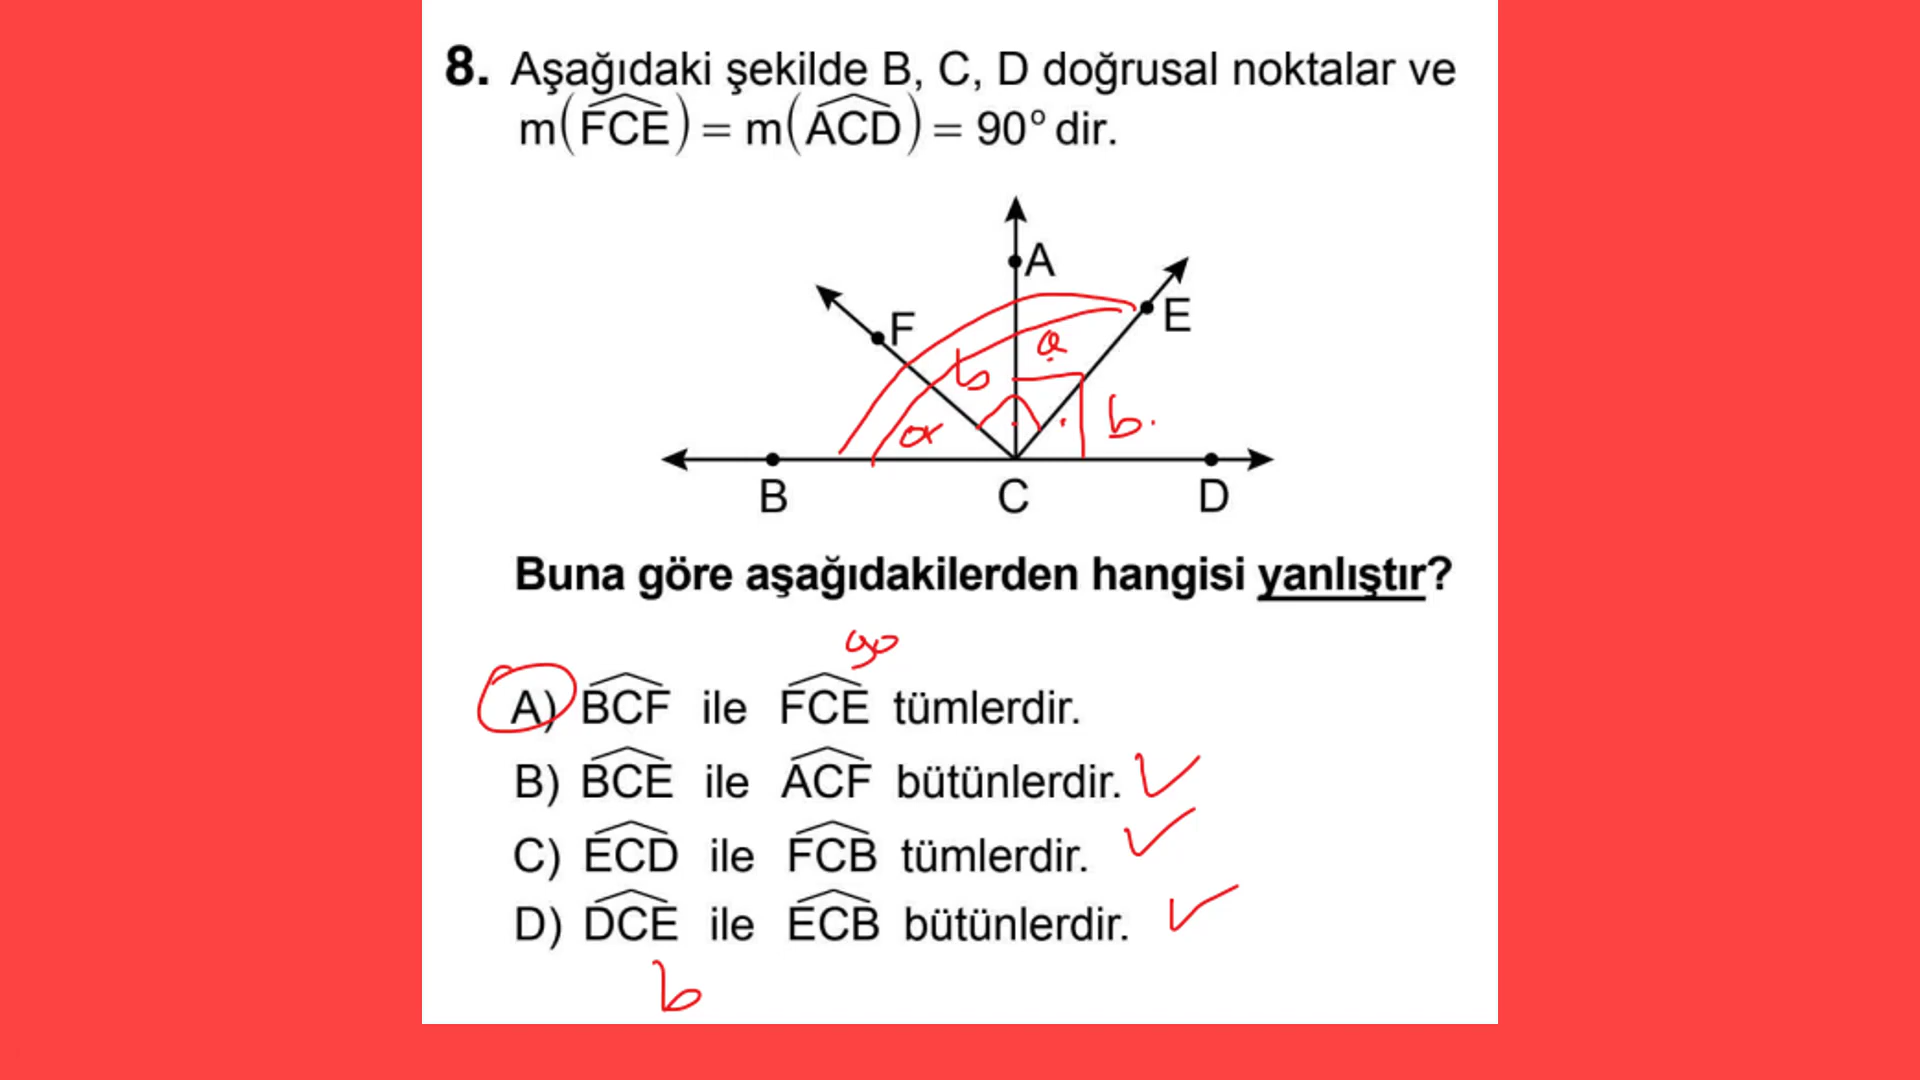 8. Aşağıdaki şekilde B, C, D doğrusal noktalar ve
m(FCE) = m(ACD) = 90° dir.
A
E
F
a
b
a
b.
B C D
Buna göre aşağıdakilerden hangisi yanlıştır?
90
A) BCF ile FCE tümlerdir.
B) BCE ile ACF bütünlerdir.
C) ECD ile FCB tümlerdir.
D) DCE ile ECB bütünlerdir.
b